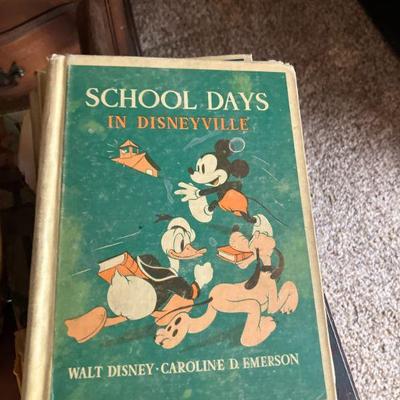 SCHOOL DAYS
IN DISNEYVILLE
WALT DISNEY · CAROLINE D. EMERSON